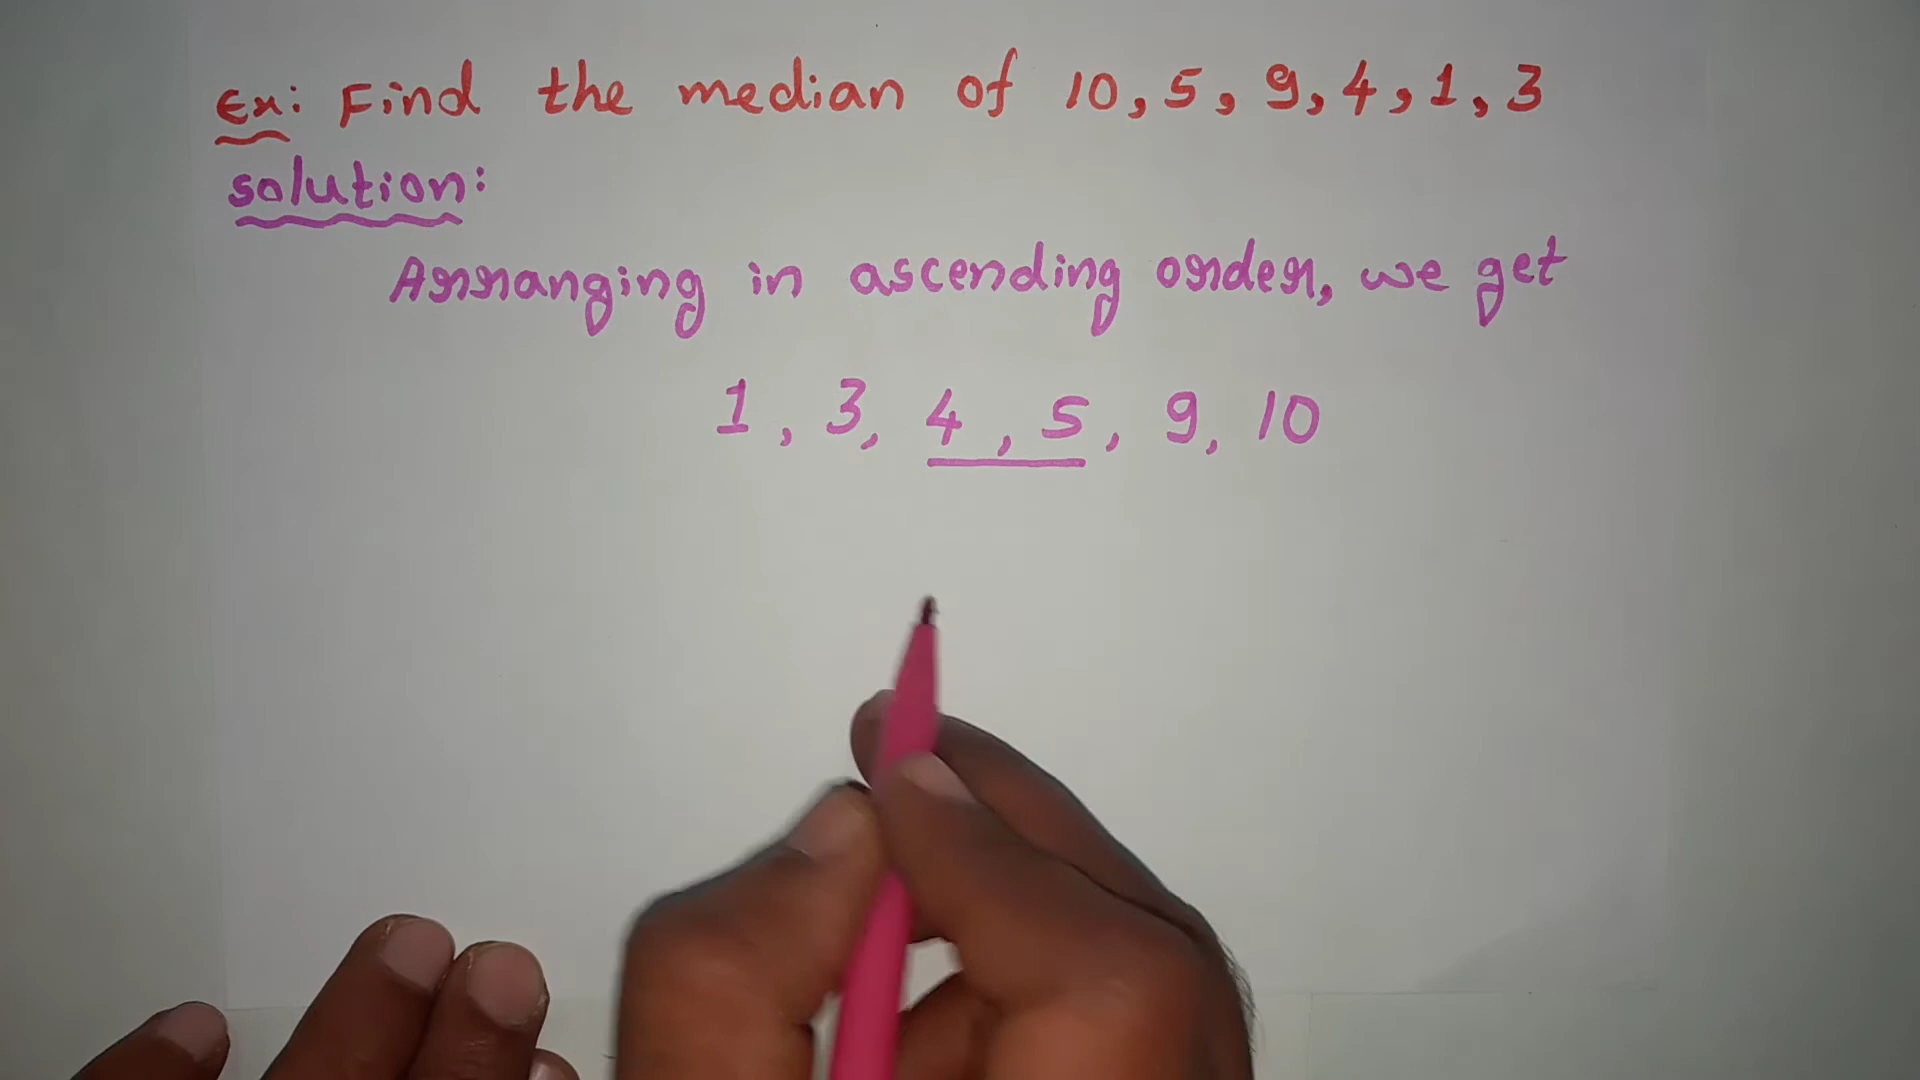 Ex: Find the median of 10, 5, 9, 4, 1, 3
solution:
Arranging in ascending order, we get
1, 3, 4, 5, 9, 10